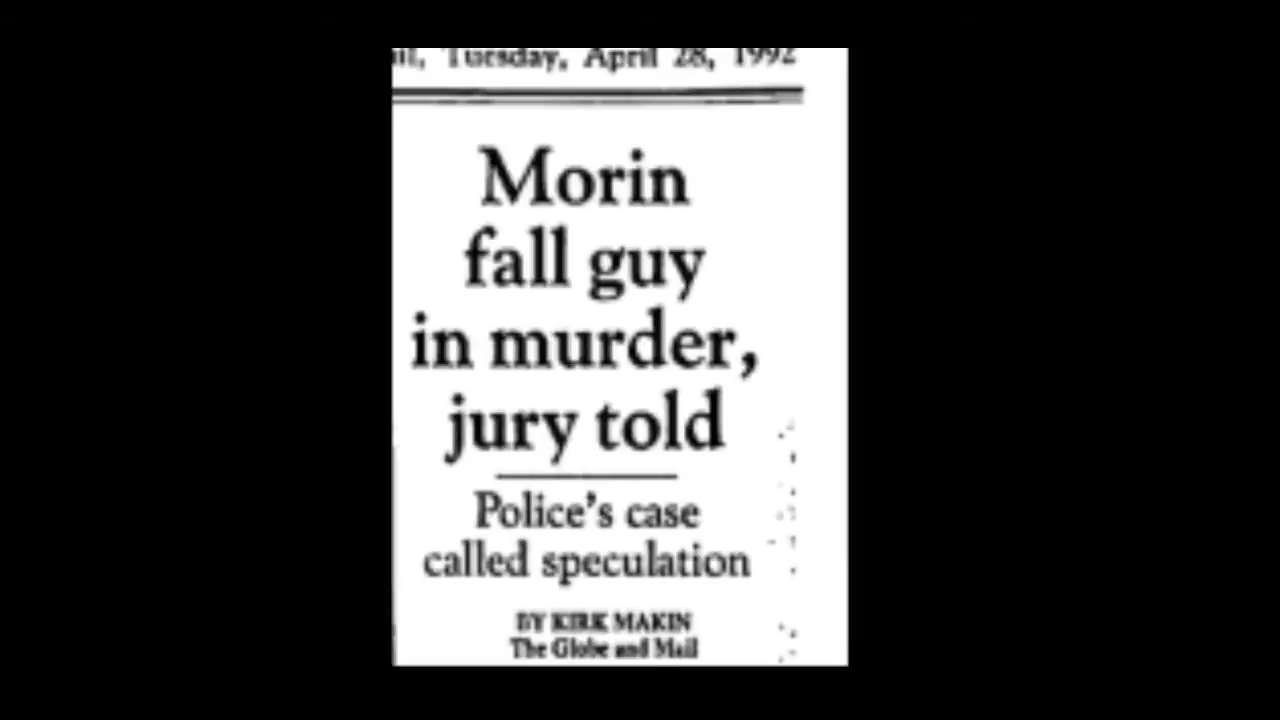 Tuesday, April 28, 1992
Morin
fall guy
in murder,
jury told
Police's case
called speculation
BY KIRK MAKIN
The Globe and Mail